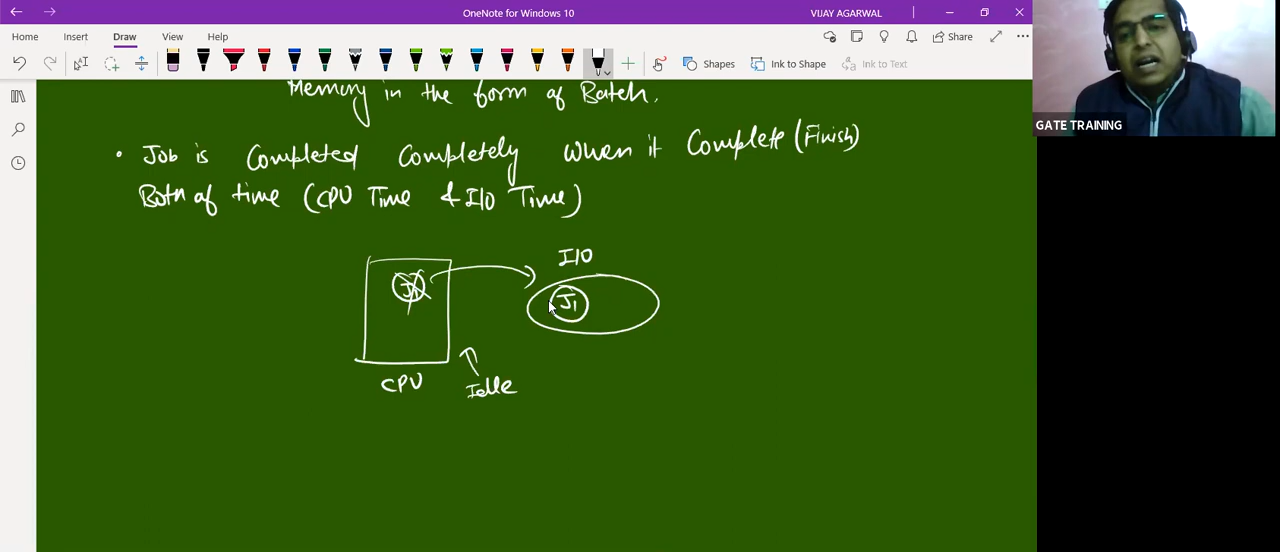 OneNote for Windows 10
VIJAY AGARWAL
Home Insert Draw View Help
Share
Shapes
Ink to Shape
Ink to Text
GATE TRAINING
Memory in the form of Batch.
• Job is Completed Completely when it Complete (Finish)
Both of time (CPU Time & I/O Time)
I/O
J1
J1
CPU
Idle